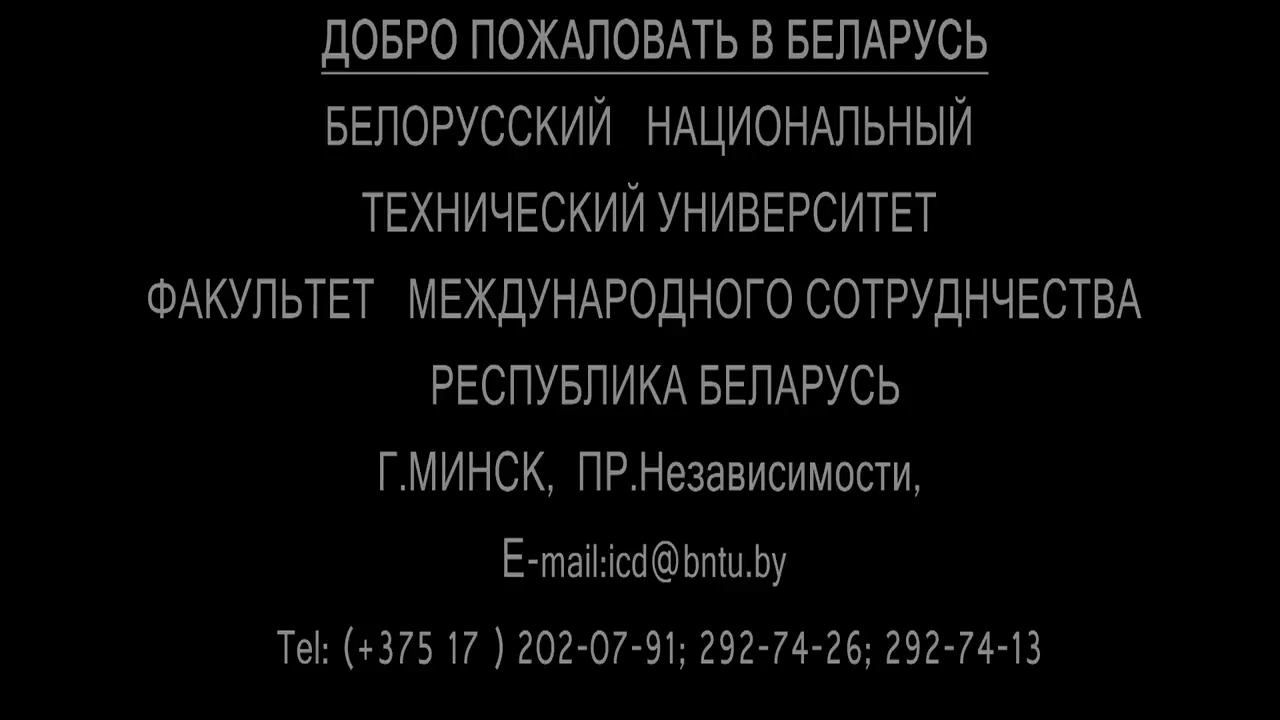 ДОБРО ПОЖАЛОВАТЬ В БЕЛАРУСЬ
БЕЛОРУССКИЙ НАЦИОНАЛЬНЫЙ
ТЕХНИЧЕСКИЙ УНИВЕРСИТЕТ
ФАКУЛЬТЕТ МЕЖДУНАРОДНОГО СОТРУДНЧЕСТВА
РЕСПУБЛИКА БЕЛАРУСЬ
Г.МИНСК, ПР.Независимости,
E-mail:icd@bntu.by
Tel: (+375 17 ) 202-07-91; 292-74-26; 292-74-13